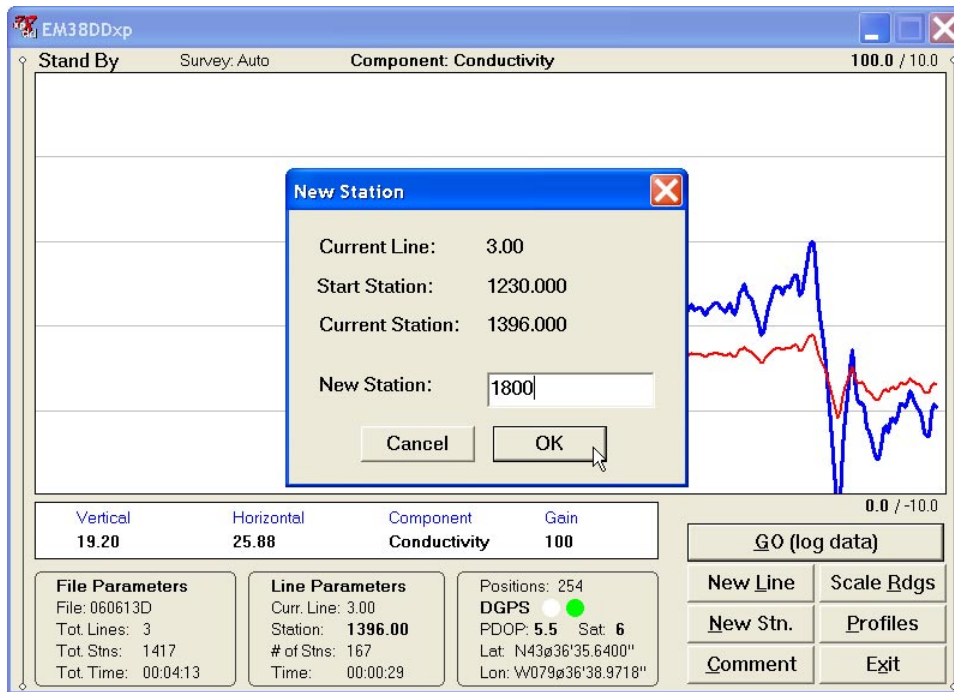 EM38DDxp
Stand By Survey: Auto Component: Conductivity 100.0 / 10.0
New Station
Current Line: 3.00
Start Station: 1230.000
Current Station: 1396.000
New Station: 1800
Cancel OK
0.0 / -10.0
Vertical Horizontal Component Gain
19.20 25.88 Conductivity 100
GO (log data)
New Line Scale Rdgs
New Stn. Profiles
Comment Exit
File Parameters
File: 060613D
Tot. Lines: 3
Tot. Stns: 1417
Tot. Time: 00:04:13
Line Parameters
Curr. Line: 3.00
Station: 1396.00
# of Stns: 167
Time: 00:00:29
Positions: 254
DGPS
PDOP: 5.5 Sat: 6
Lat: N43ø36'35.6400"
Lon: W079ø36'38.9718"